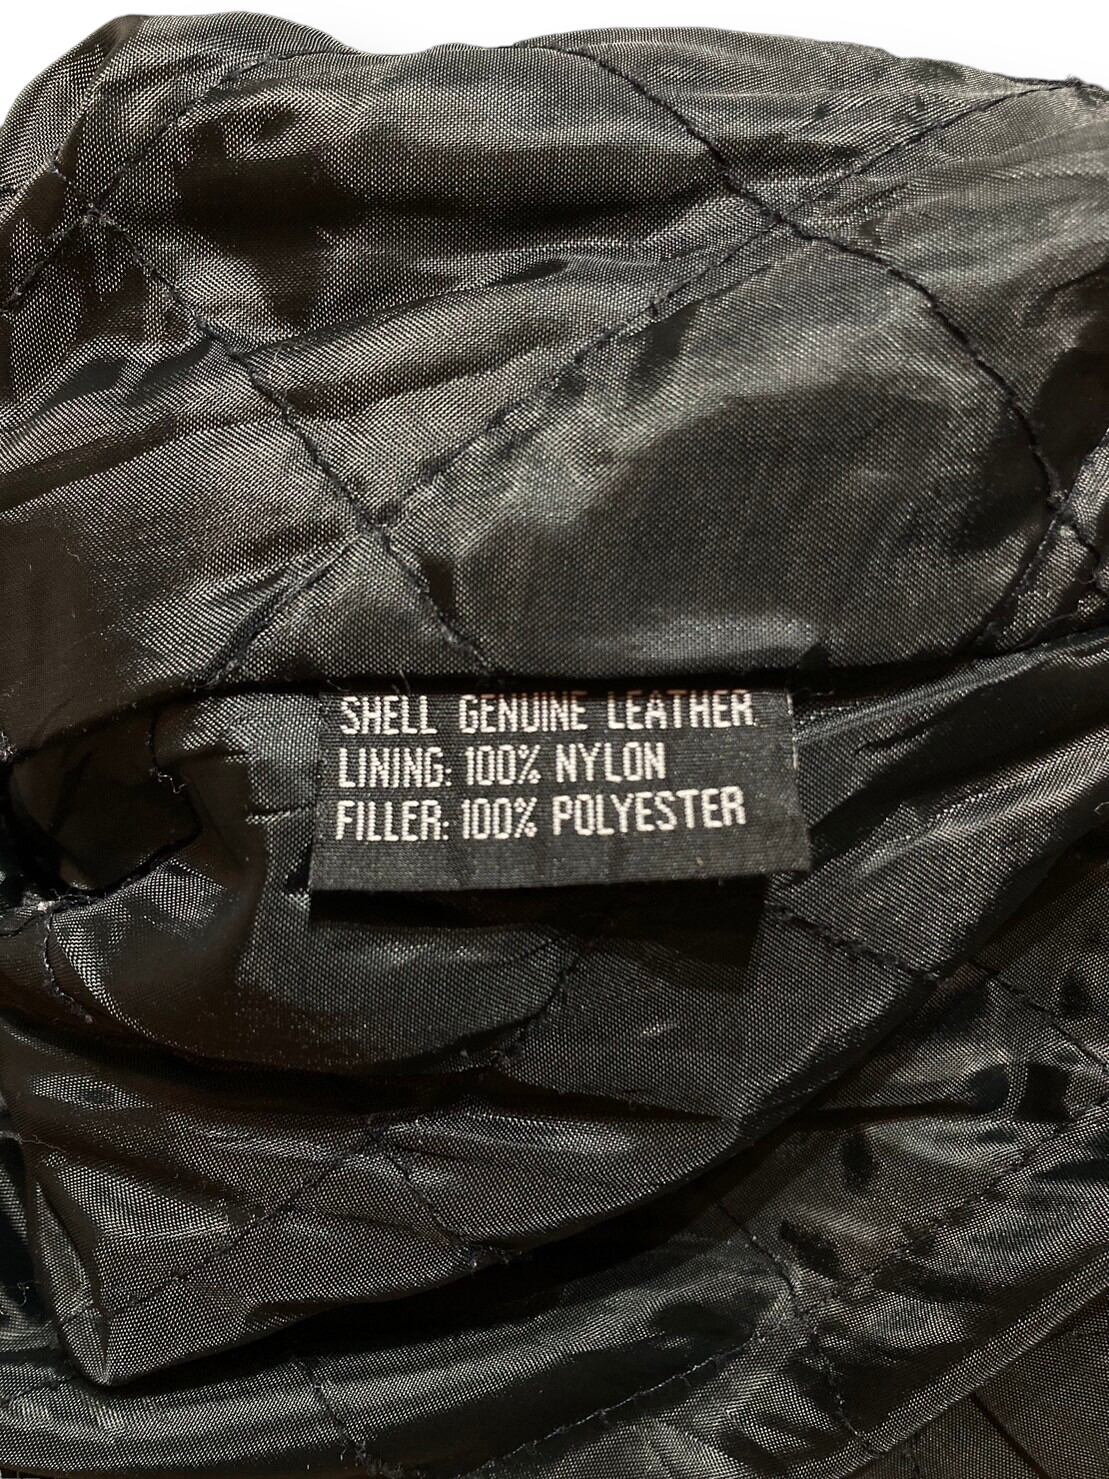 SHELL GENUINE LEATHER
LINING: 100% NYLON
FILLER: 100% POLYESTER